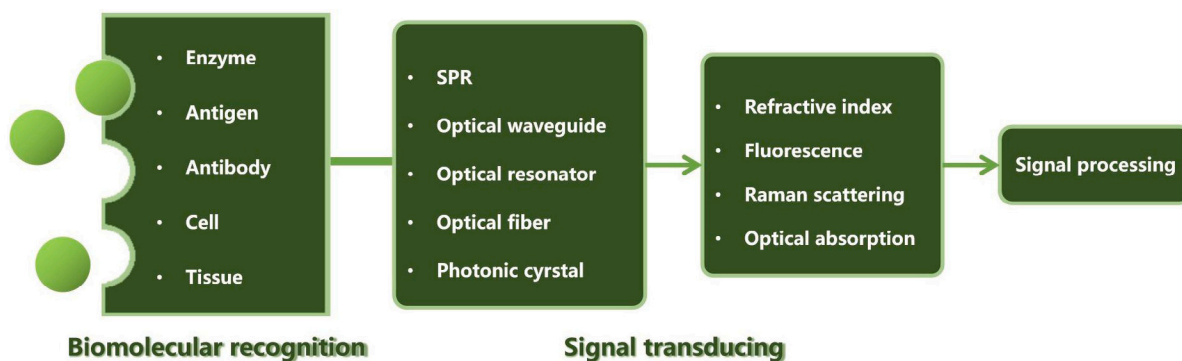 • Enzyme
• Antigen
• Antibody
• Cell
• Tissue
• SPR
• Optical waveguide
• Optical resonator
• Optical fiber
• Photonic cyrstal
• Refractive index
• Fluorescence
• Raman scattering
• Optical absorption
Signal processing
Biomolecular recognition
Signal transducing